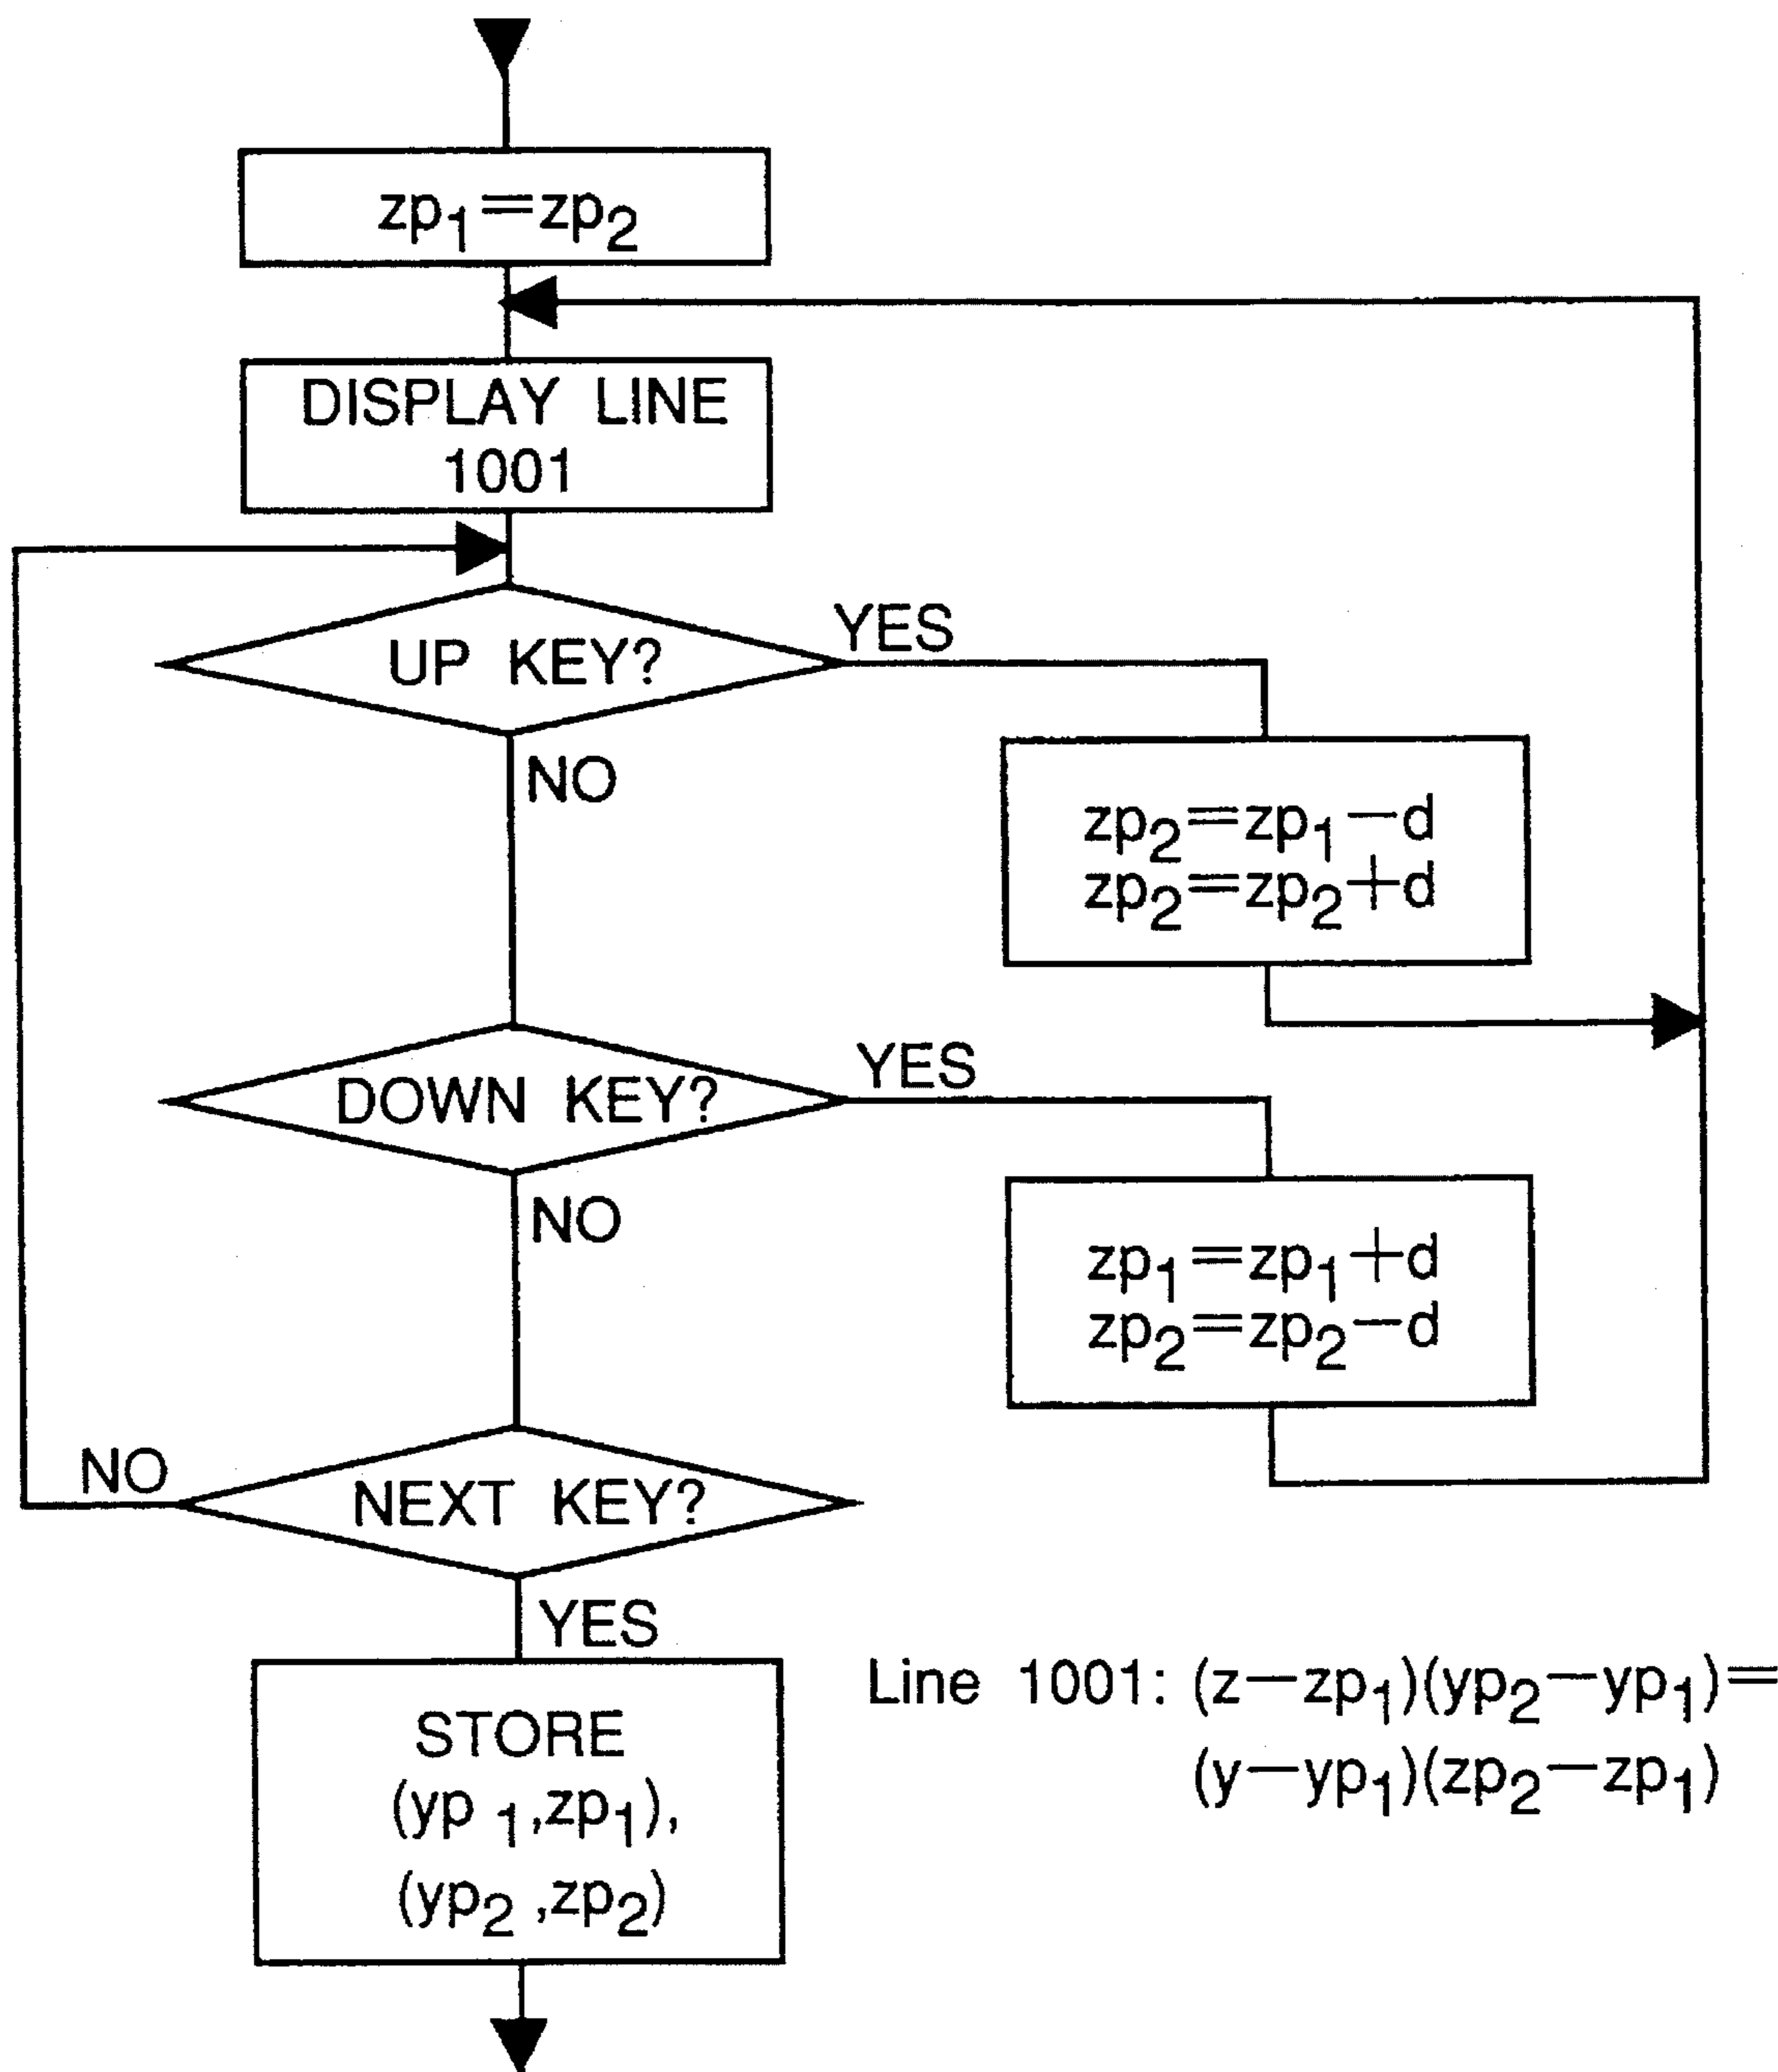 zp₁=zp₂
DISPLAY LINE
1001
UP KEY?
YES
NO
zp₂=zp₁−d
zp₂=zp₂+d
DOWN KEY?
YES
NO
zp₁=zp₁+d
zp₂=zp₂−d
NEXT KEY?
NO
YES
STORE
(yp ₁,zp₁),
(yp₂ ,zp₂)
Line 1001: (z−zp₁)(yp₂−yp₁)=
(y−yp₁)(zp₂−zp₁)